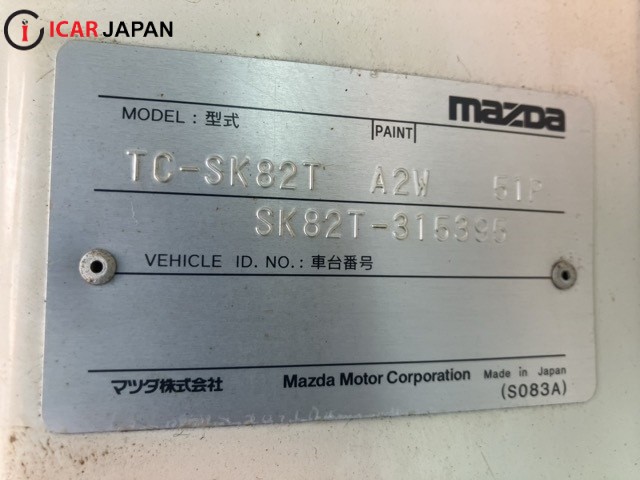 ICAR JAPAN
mazda
MODEL : 型式
PAINT
TC-SK82T A2W 51P
SK82T-315395
VEHICLE ID. NO. : 車台番号
マツダ株式会社 Mazda Motor Corporation Made in Japan
(S083A)